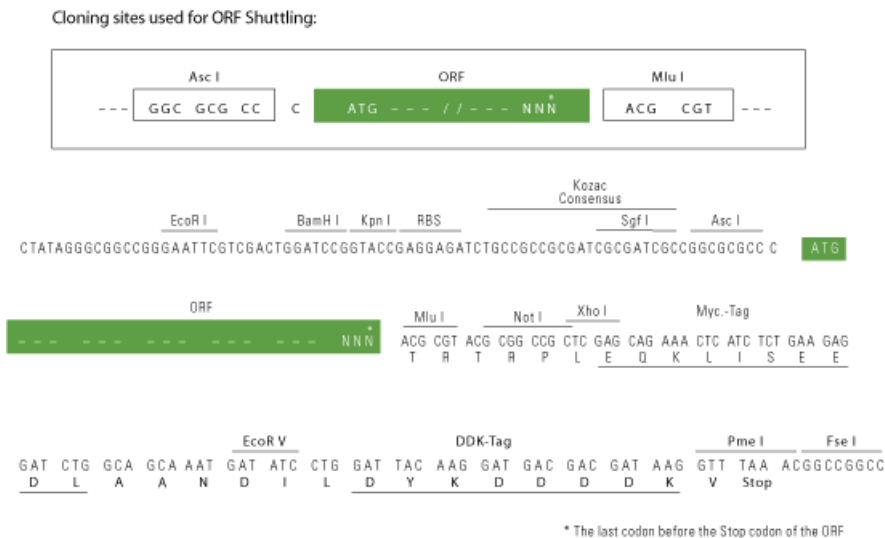 Cloning sites used for ORF Shuttling:
Asc I ORF Mlu I
--- GGC GCG CC C ATG --- // --- NNN* ACG CGT ---
Kozac
Consensus
EcoR I BamH I Kpn I RBS Sgf I Asc I
CTATAGGGCGGCCGGGAATTCGTCGACTGGATCCGGTACCGAGGAGATCTGCCGCCGCGATCGCGATCGCCGGCGCGCC C ATG
ORF Mlu I Not I Xho I Myc.-Tag
--- --- --- --- --- NNN* ACG CGT ACG CGG CCG CTC GAG CAG AAA CTC ATC TCT GAA GAG
T R T R P L E Q K L I S E E
EcoR V DDK-Tag Pme I Fse I
GAT CTG GCA GCA AAT GAT ATC CTG GAT TAC AAG GAT GAC GAC GAT AAG GTT TAA ACGGCCGGCC
D L A A N D I L D Y K D D D D K V Stop
* The last codon before the Stop codon of the ORF